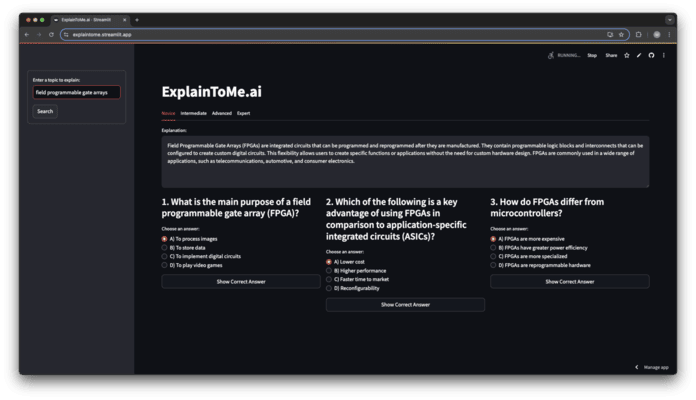 ExplainToMe.ai · Streamlit
explaintome.streamlit.app
RUNNING...
Stop
Share
Enter a topic to explain:
field programmable gate arrays
Search
ExplainToMe.ai
Novice
Intermediate
Advanced
Expert
Explanation:
Field Programmable Gate Arrays (FPGAs) are integrated circuits that can be programmed and reprogrammed after they are manufactured. They contain programmable logic blocks and interconnects that can be
configured to create custom digital circuits. This flexibility allows users to create specific functions or applications without the need for custom hardware design. FPGAs are commonly used in a wide range of
applications, such as telecommunications, automotive, and consumer electronics.
1. What is the main purpose of a field
programmable gate array (FPGA)?
Choose an answer:
A) To process images
B) To store data
C) To implement digital circuits
D) To play video games
Show Correct Answer
2. Which of the following is a key
advantage of using FPGAs in
comparison to application-specific
integrated circuits (ASICs)?
Choose an answer:
A) Lower cost
B) Higher performance
C) Faster time to market
D) Reconfigurability
Show Correct Answer
3. How do FPGAs differ from
microcontrollers?
Choose an answer:
A) FPGAs are more expensive
B) FPGAs have greater power efficiency
C) FPGAs are more specialized
D) FPGAs are reprogrammable hardware
Show Correct Answer
Manage app